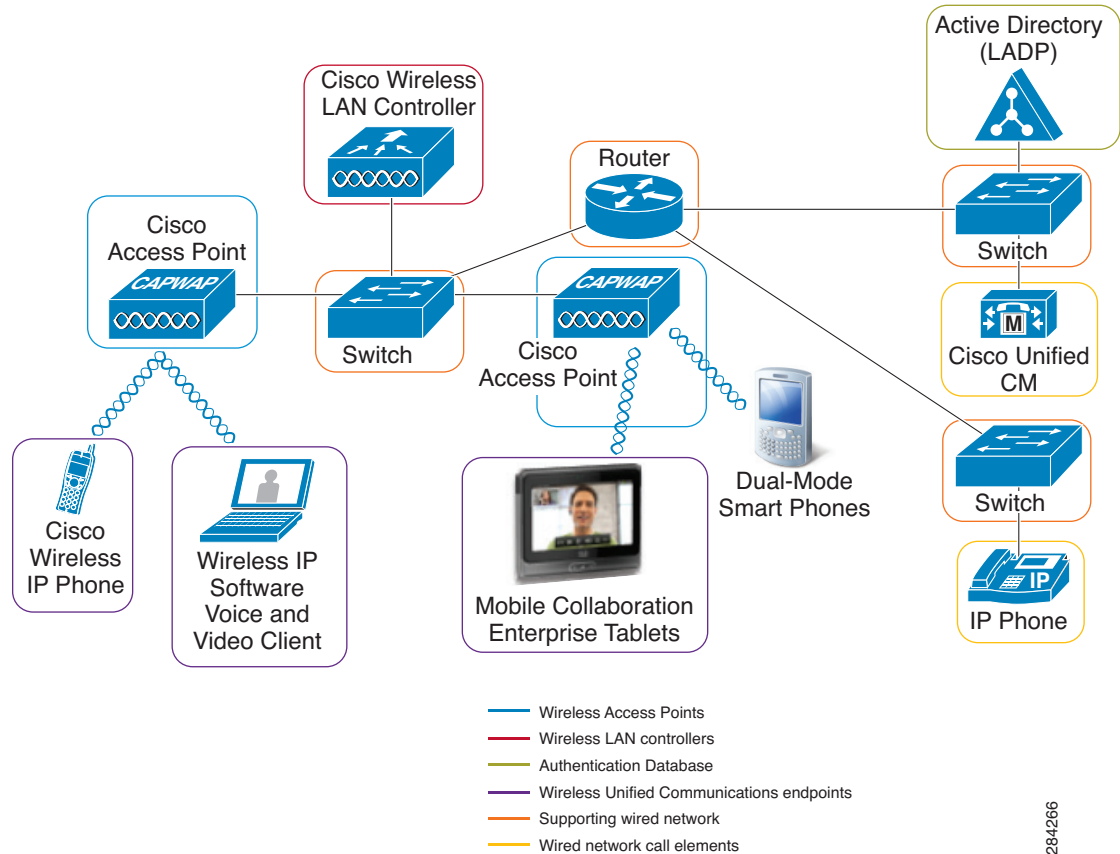 Active Directory
(LADP)
Cisco Wireless
LAN Controller
Router
Cisco
Access Point
CAPWAP
CAPWAP
Switch
Switch
Cisco
Access Point
M
Cisco Unified
CM
Cisco
Wireless
IP Phone
Wireless IP
Software
Voice and
Video Client
Mobile Collaboration
Enterprise Tablets
Dual-Mode
Smart Phones
Switch
IP
IP Phone
Wireless Access Points
Wireless LAN controllers
Authentication Database
Wireless Unified Communications endpoints
Supporting wired network
Wired network call elements
284266